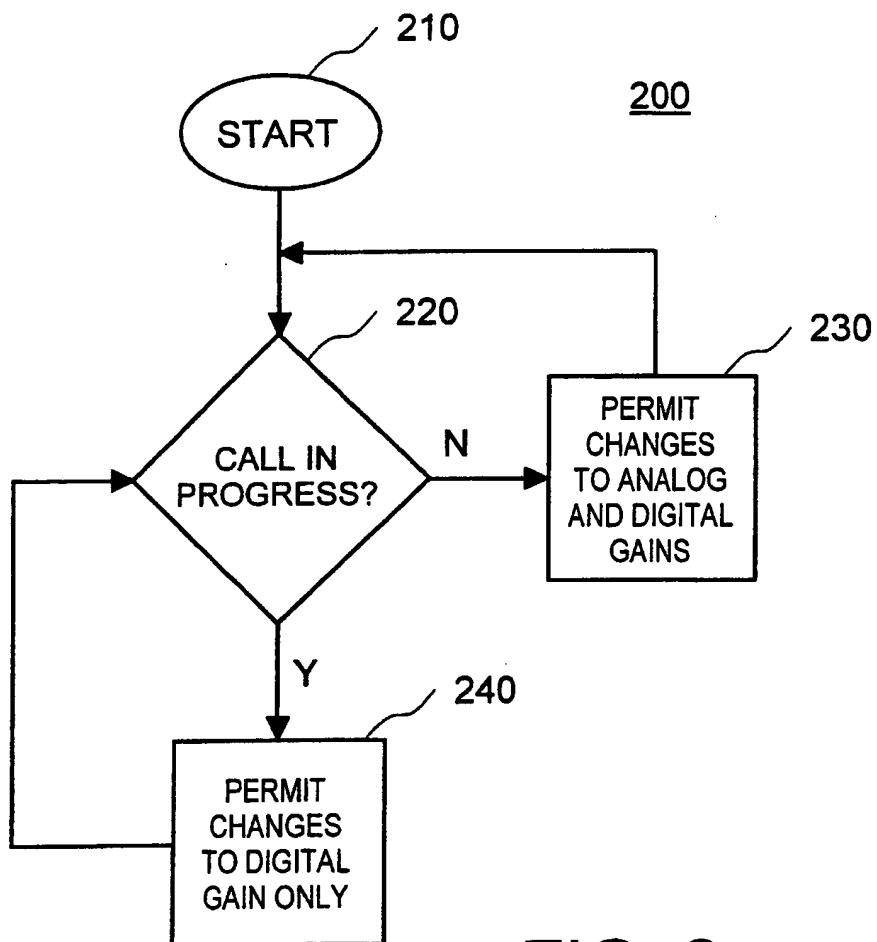 210
200
START
220
230
CALL IN
PROGRESS?
N
PERMIT
CHANGES
TO ANALOG
AND DIGITAL
GAINS
Y
240
PERMIT
CHANGES
TO DIGITAL
GAIN ONLY